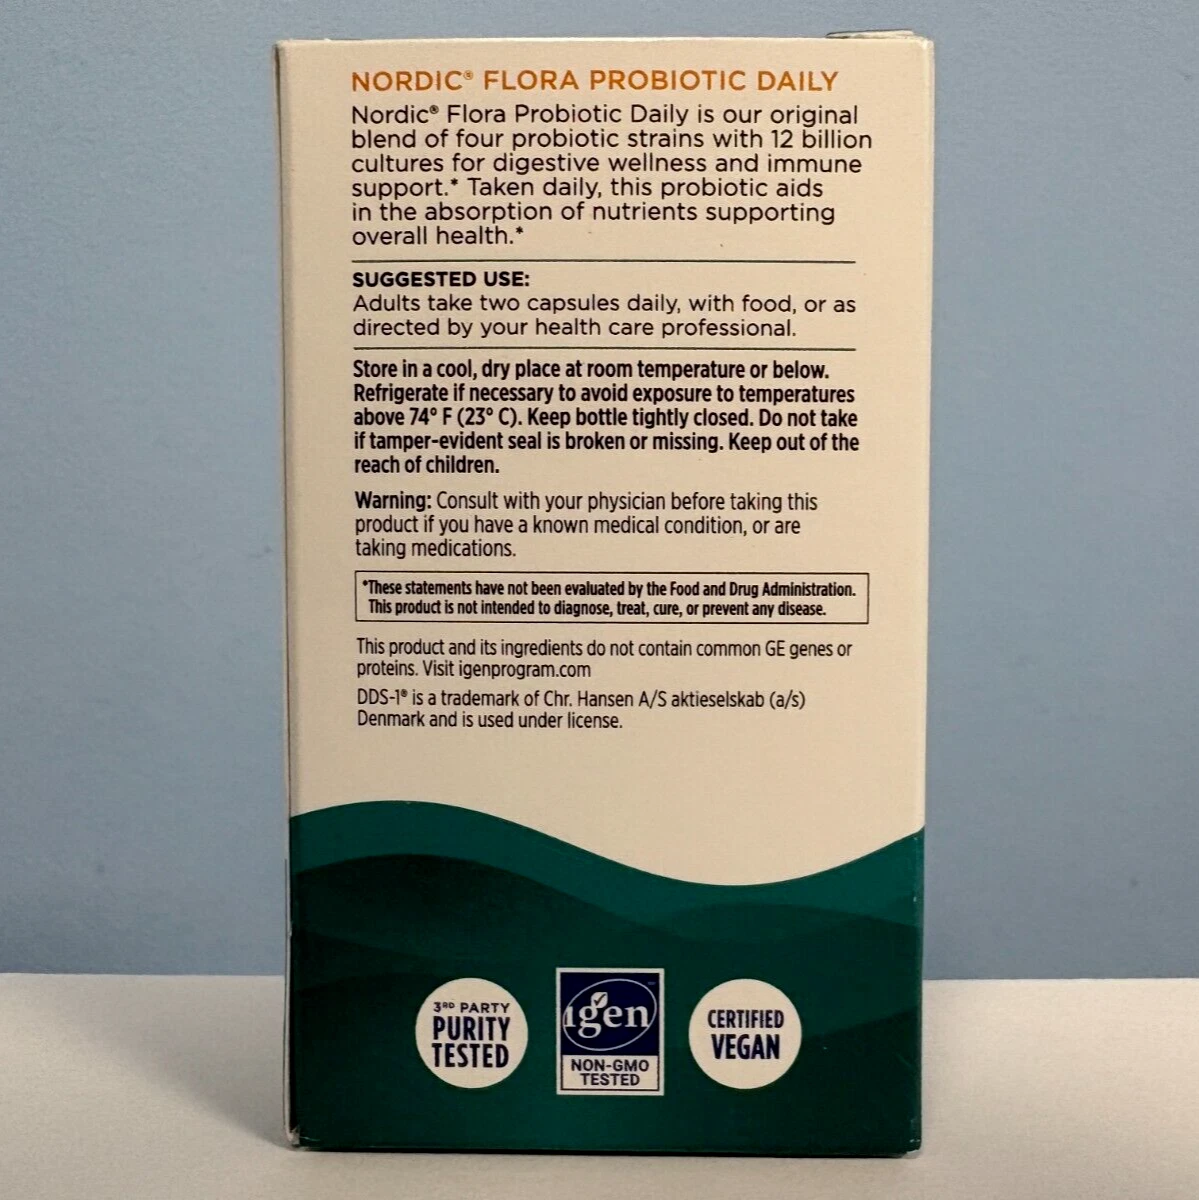 NORDIC® FLORA PROBIOTIC DAILY
Nordic® Flora Probiotic Daily is our original
blend of four probiotic strains with 12 billion
cultures for digestive wellness and immune
support.* Taken daily, this probiotic aids
in the absorption of nutrients supporting
overall health.*
SUGGESTED USE:
Adults take two capsules daily, with food, or as
directed by your health care professional.
Store in a cool, dry place at room temperature or below.
Refrigerate if necessary to avoid exposure to temperatures
above 74° F (23° C). Keep bottle tightly closed. Do not take
if tamper-evident seal is broken or missing. Keep out of the
reach of children.
Warning: Consult with your physician before taking this
product if you have a known medical condition, or are
taking medications.
*These statements have not been evaluated by the Food and Drug Administration.
This product is not intended to diagnose, treat, cure, or prevent any disease.
This product and its ingredients do not contain common GE genes or
proteins. Visit igenprogram.com
DDS-1® is a trademark of Chr. Hansen A/S aktieselskab (a/s)
Denmark and is used under license.
3RD PARTY
PURITY
TESTED
igen
NON-GMO
TESTED
CERTIFIED
VEGAN